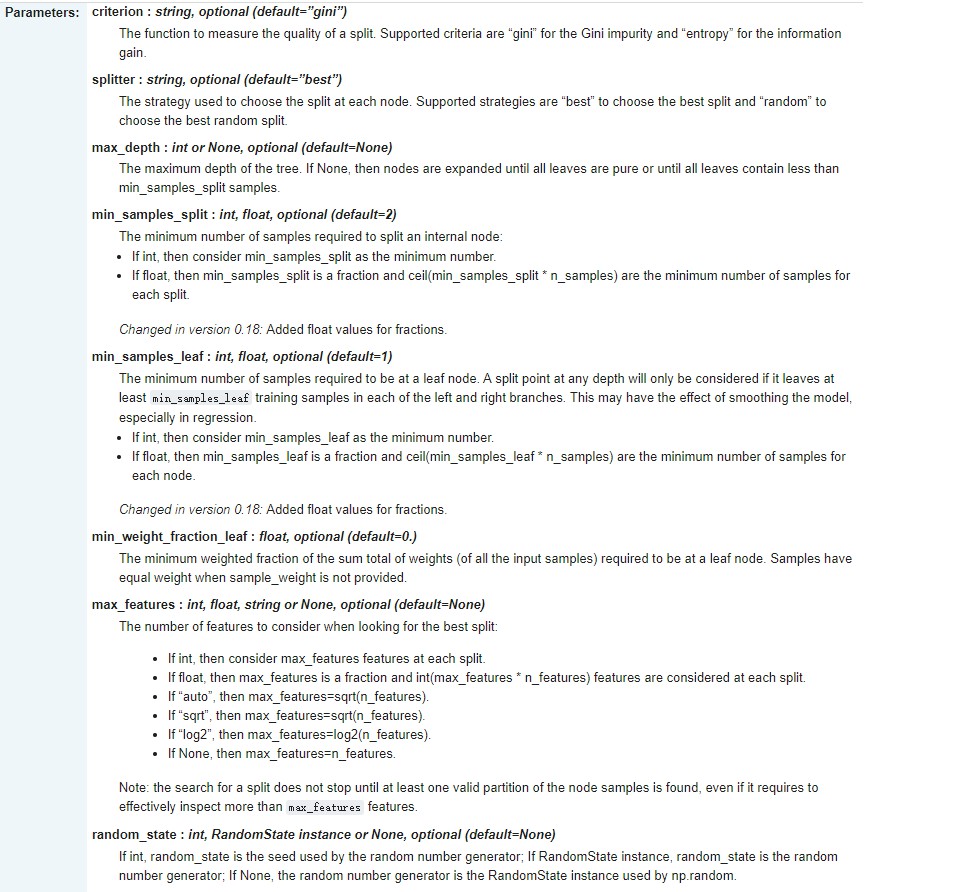 Parameters:
criterion : string, optional (default=”gini”)
The function to measure the quality of a split. Supported criteria are “gini” for the Gini impurity and “entropy” for the information
gain.
splitter : string, optional (default=”best”)
The strategy used to choose the split at each node. Supported strategies are “best” to choose the best split and “random” to
choose the best random split.
max_depth : int or None, optional (default=None)
The maximum depth of the tree. If None, then nodes are expanded until all leaves are pure or until all leaves contain less than
min_samples_split samples.
min_samples_split : int, float, optional (default=2)
The minimum number of samples required to split an internal node:
• If int, then consider min_samples_split as the minimum number.
• If float, then min_samples_split is a fraction and ceil(min_samples_split * n_samples) are the minimum number of samples for
each split.
Changed in version 0.18: Added float values for fractions.
min_samples_leaf : int, float, optional (default=1)
The minimum number of samples required to be at a leaf node. A split point at any depth will only be considered if it leaves at
least min_samples_leaf training samples in each of the left and right branches. This may have the effect of smoothing the model,
especially in regression.
• If int, then consider min_samples_leaf as the minimum number.
• If float, then min_samples_leaf is a fraction and ceil(min_samples_leaf * n_samples) are the minimum number of samples for
each node.
Changed in version 0.18: Added float values for fractions.
min_weight_fraction_leaf : float, optional (default=0.)
The minimum weighted fraction of the sum total of weights (of all the input samples) required to be at a leaf node. Samples have
equal weight when sample_weight is not provided.
max_features : int, float, string or None, optional (default=None)
The number of features to consider when looking for the best split:
• If int, then consider max_features features at each split.
• If float, then max_features is a fraction and int(max_features * n_features) features are considered at each split.
• If “auto”, then max_features=sqrt(n_features).
• If “sqrt”, then max_features=sqrt(n_features).
• If “log2”, then max_features=log2(n_features).
• If None, then max_features=n_features.
Note: the search for a split does not stop until at least one valid partition of the node samples is found, even if it requires to
effectively inspect more than max_features features.
random_state : int, RandomState instance or None, optional (default=None)
If int, random_state is the seed used by the random number generator; If RandomState instance, random_state is the random
number generator; If None, the random number generator is the RandomState instance used by np.random.